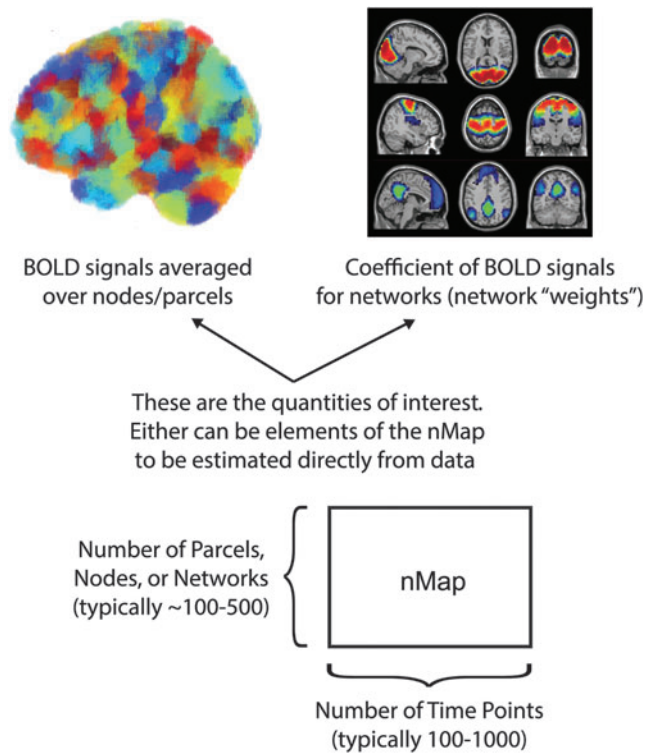 BOLD signals averaged
over nodes/parcels
Coefficient of BOLD signals
for networks (network “weights”)
These are the quantities of interest.
Either can be elements of the nMap
to be estimated directly from data
Number of Parcels,
Nodes, or Networks
(typically ~100-500)
nMap
Number of Time Points
(typically 100-1000)